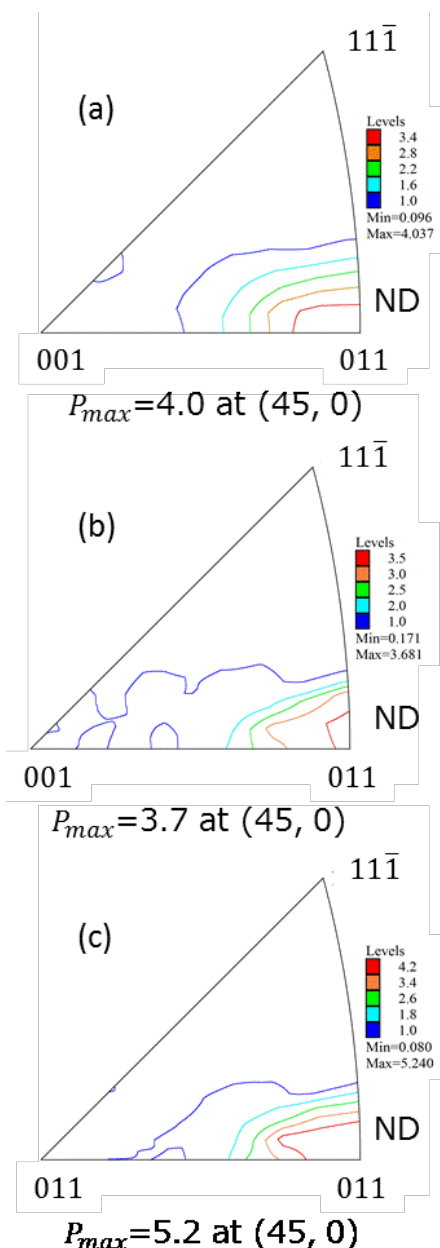 111̅
(a)
Levels
3.4
2.8
2.2
1.6
1.0
Min=0.096
Max=4.037
ND
001 011
P_max=4.0 at (45, 0)
111̅
(b)
Levels
3.5
3.0
2.5
2.0
1.0
Min=0.171
Max=3.681
ND
001 011
P_max=3.7 at (45, 0)
111̅
(c)
Levels
4.2
3.4
2.6
1.8
1.0
Min=0.080
Max=5.240
ND
011 011
P_max=5.2 at (45, 0)